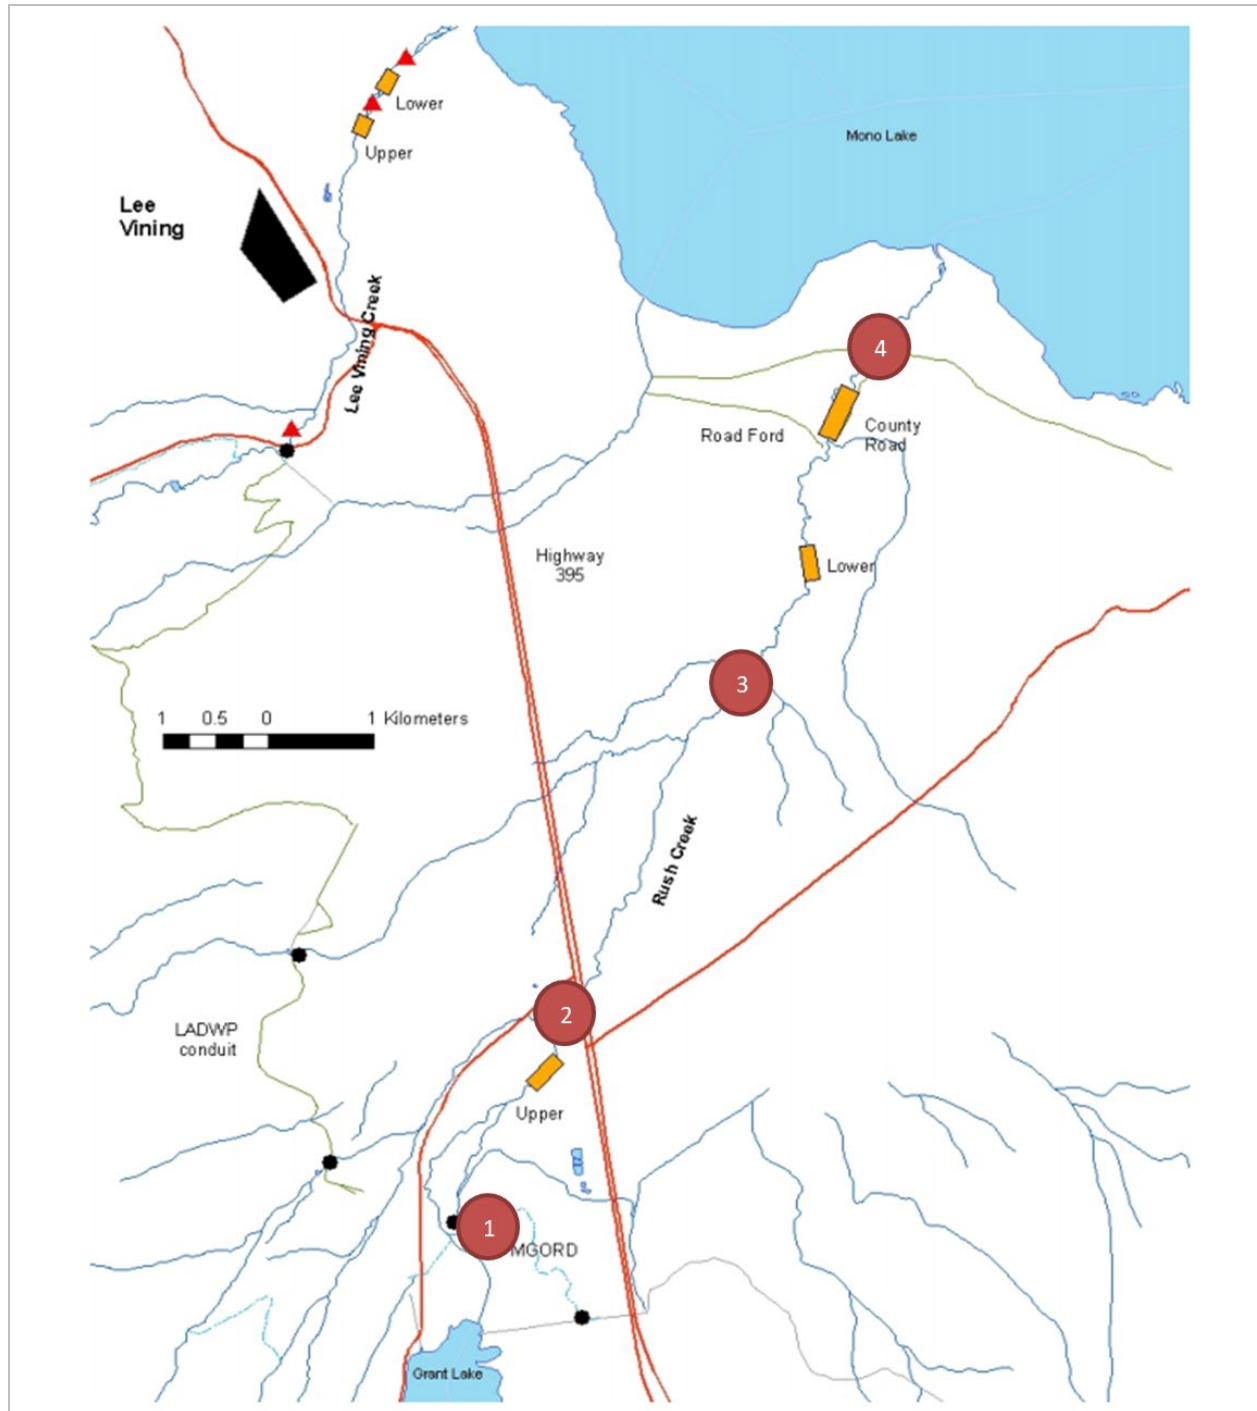 Lower
Mono Lake
Upper
Lee
Vining
Lee Vining Creek
4
Road Ford
County
Road
Highway
395
Lower
3
1 0.5 0 1 Kilometers
Rush Creek
2
LADWP
conduit
Upper
1
MGORD
Grant Lake